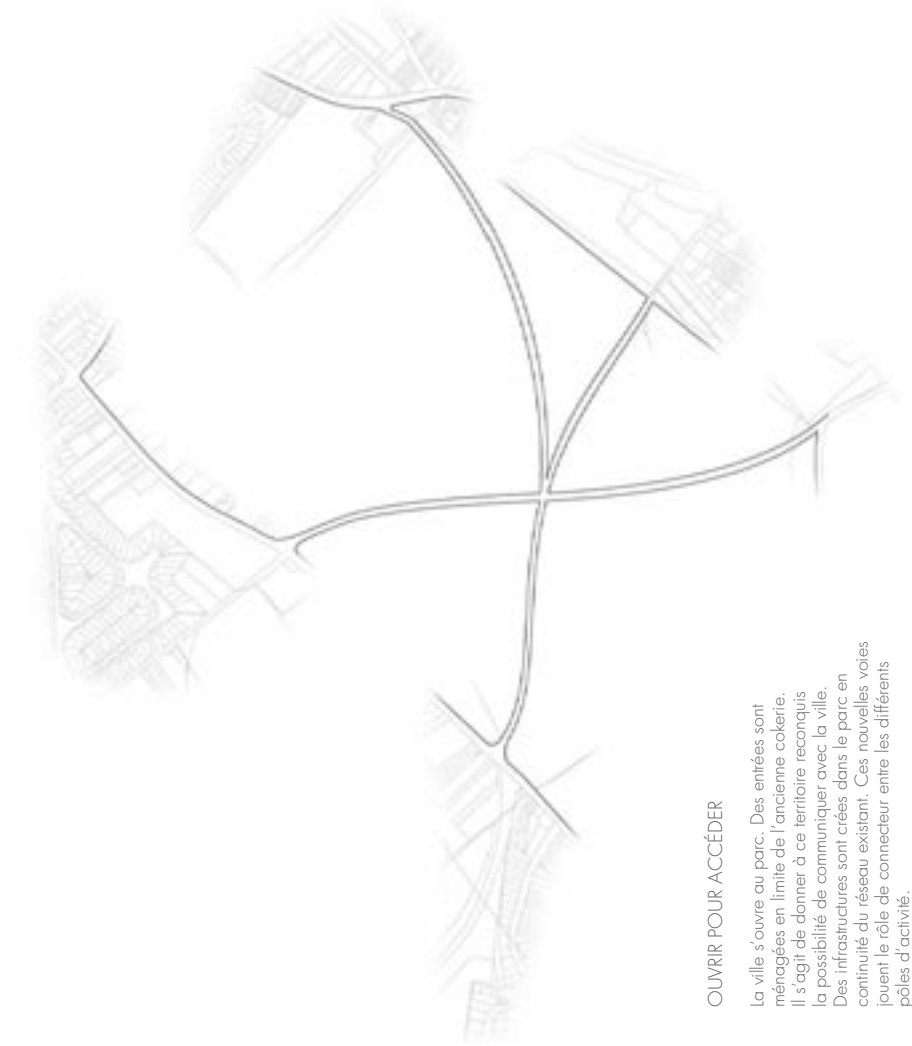 OUVRIR POUR ACCÉDER
La ville s'ouvre au parc. Des entrées sont
ménagées en limite de l'ancienne cokerie.
Il s'agit de donner à ce territoire reconquis
la possibilité de communiquer avec la ville.
Des infrastructures sont crées dans le parc en
continuité du réseau existant. Ces nouvelles voies
jouent le rôle de connecteur entre les différents
pôles d'activité.